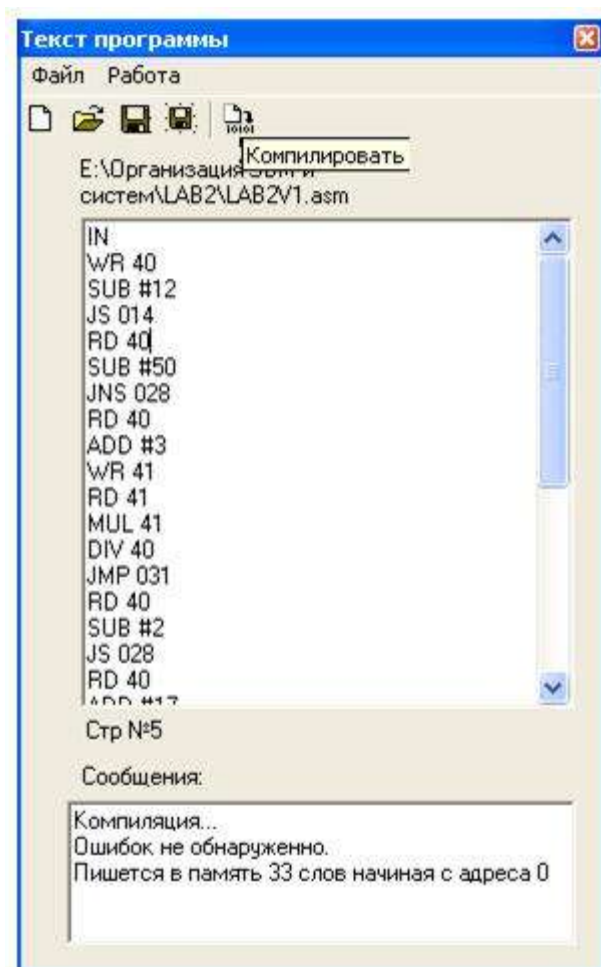 Текст программы
Файл Работа
Компилировать
E:\Организация ЭВМ и
систем\LAB2\LAB2V1.asm
IN
WR 40
SUB #12
JS 014
RD 40
SUB #50
JNS 028
RD 40
ADD #3
WR 41
RD 41
MUL 41
DIV 40
JMP 031
RD 40
SUB #2
JS 028
RD 40
ADD #17
Стр №5
Сообщения:
Компиляция...
Ошибок не обнаруженно.
Пишется в память 33 слов начиная с адреса 0